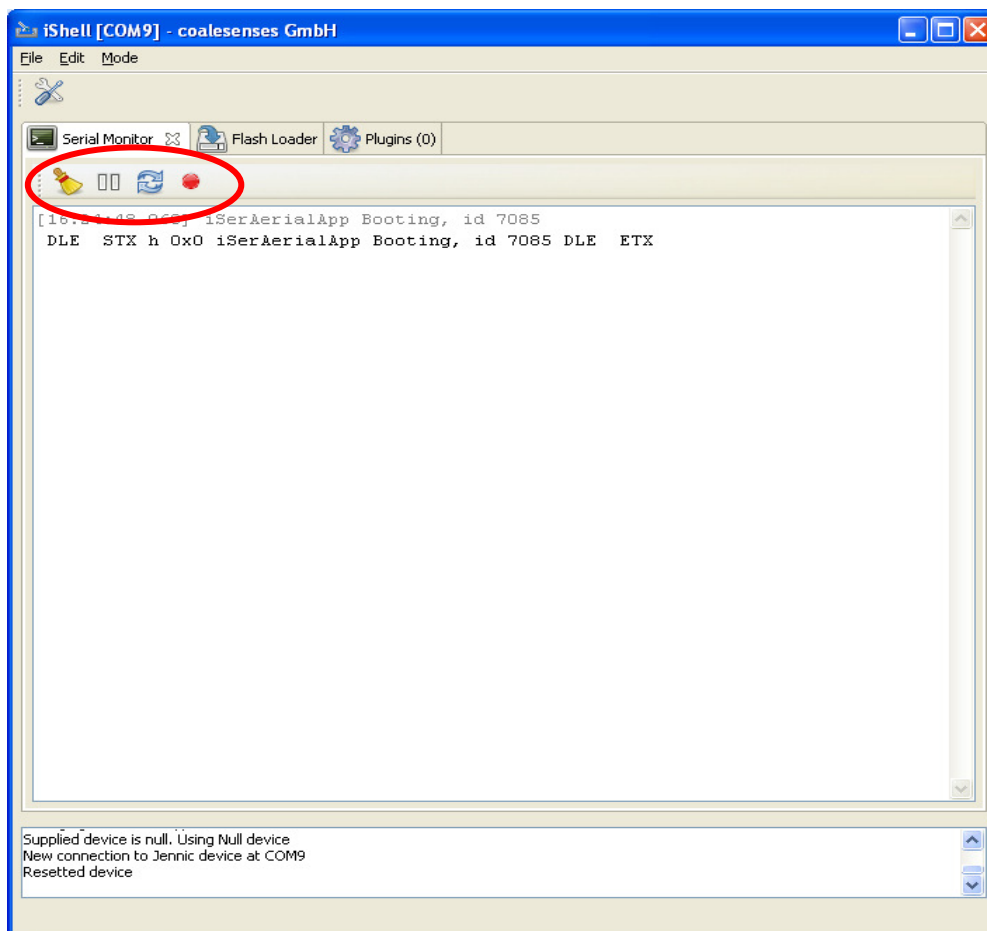 iShell [COM9] - coalesenses GmbH
File Edit Mode
Serial Monitor Flash Loader Plugins (0)
iSerAerialApp Booting, id 7085
DLE STX h 0x0 iSerAerialApp Booting, id 7085 DLE ETX
Supplied device is null. Using Null device
New connection to Jennic device at COM9
Resetted device